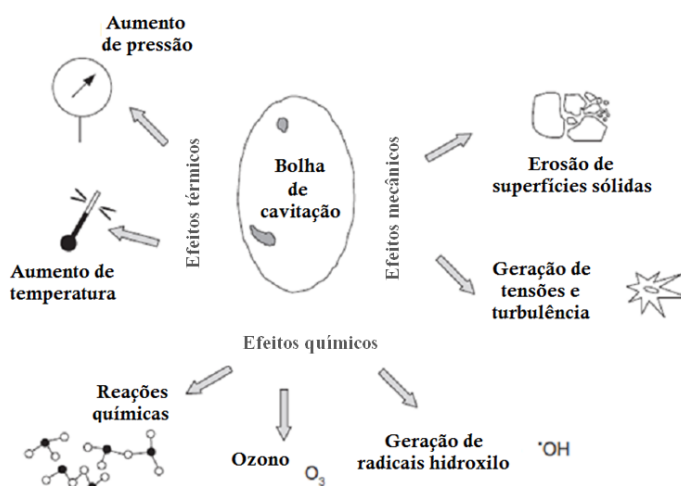 Aumento
de pressão
Efeitos térmicos
Aumento de
temperatura
Bolha
de
cavitação
Efeitos mecânicos
Erosão de
superfícies sólidas
Geração de
tensões e
turbulência
Efeitos químicos
Reações
químicas
Ozono
O₃
Geração de
radicais hidroxilo
•OH